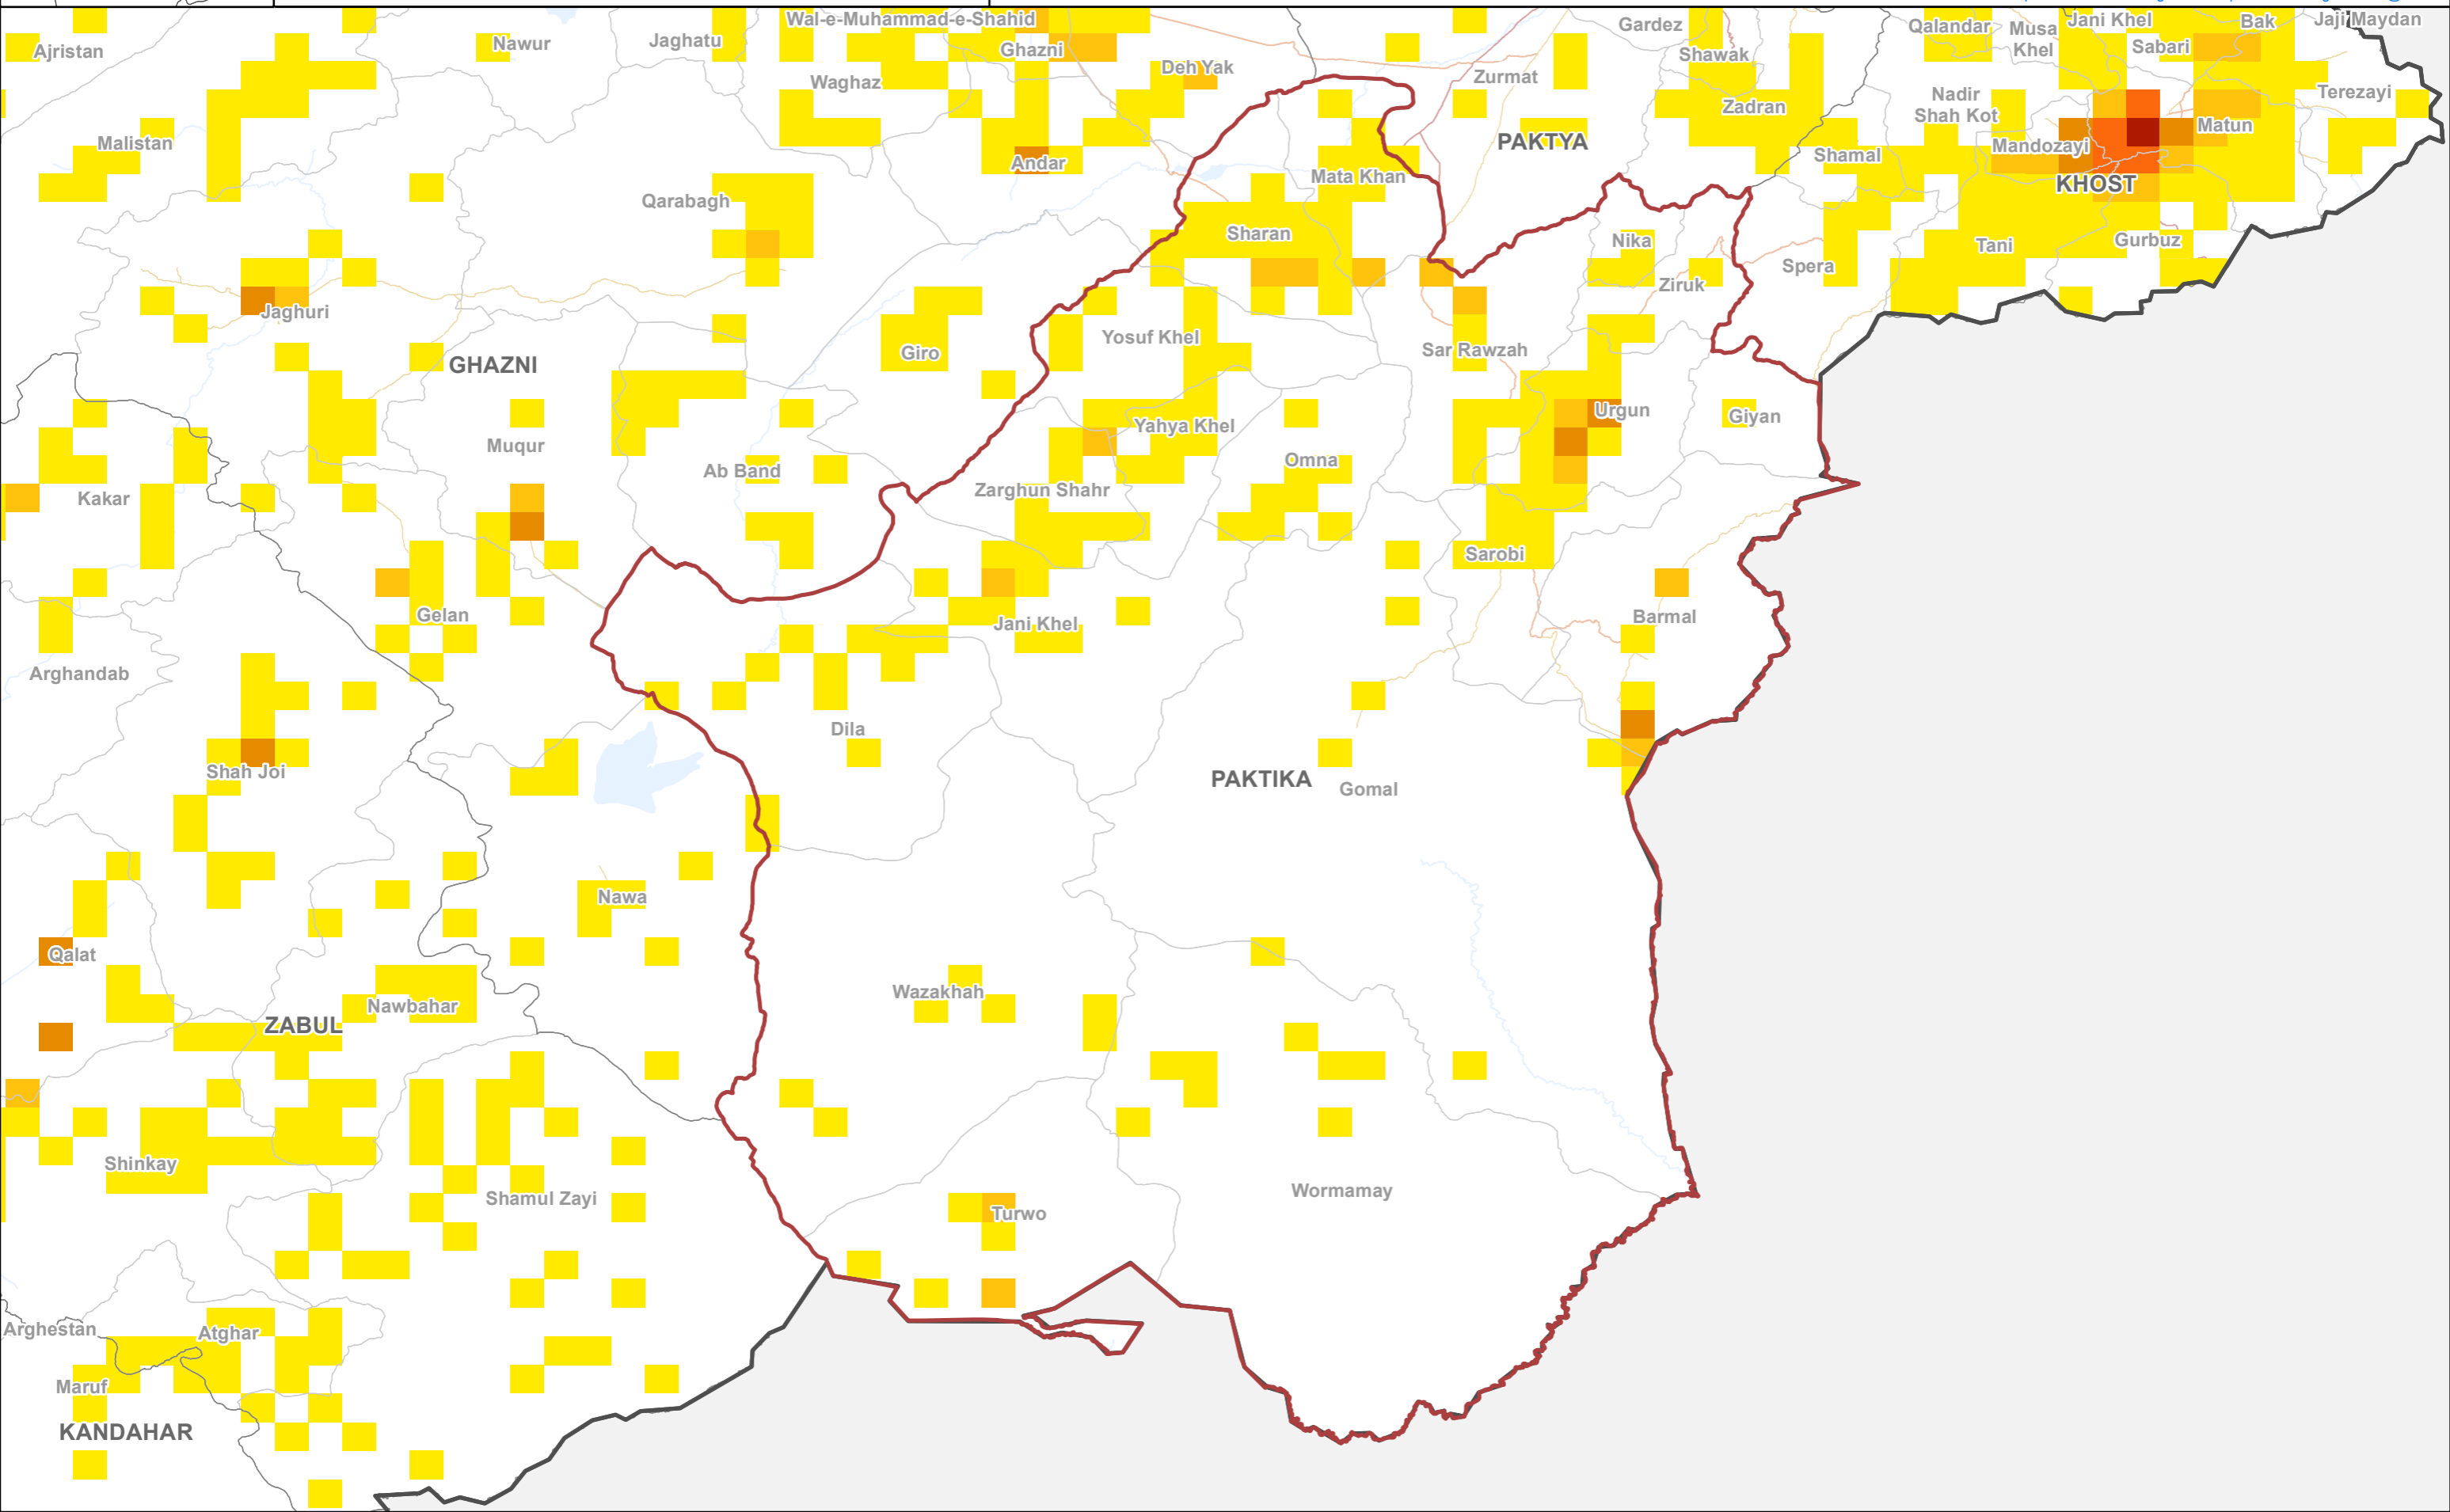 Wal-e-Muhammad-e-Shahid
Jani Khel
Bak
Jaji Maydan
Ajristan
Nawur
Jaghatu
Ghazni
Gardez
Qalandar
Musa
Khel
Sabari
Shawak
Waghaz
Deh Yak
Zurmat
Terezayi
Nadir
Shah Kot
Zadran
Malistan
PAKTYA
Matun
Mandozayi
Shamal
Andar
Mata Khan
KHOST
Qarabagh
Sharan
Nika
Tani
Gurbuz
Spera
Ziruk
Jaghuri
Yosuf Khel
Giro
Sar Rawzah
GHAZNI
Urgun
Giyan
Yahya Khel
Muqur
Omna
Ab Band
Zarghun Shahr
Kakar
Sarobi
Gelan
Barmal
Jani Khel
Arghandab
Dila
Shah Joi
PAKTIKA
Gomal
Nawa
Qalat
Wazakhah
Nawbahar
ZABUL
Shinkay
Shamul Zayi
Wormamay
Turwo
Arghestan
Atghar
Maruf
KANDAHAR